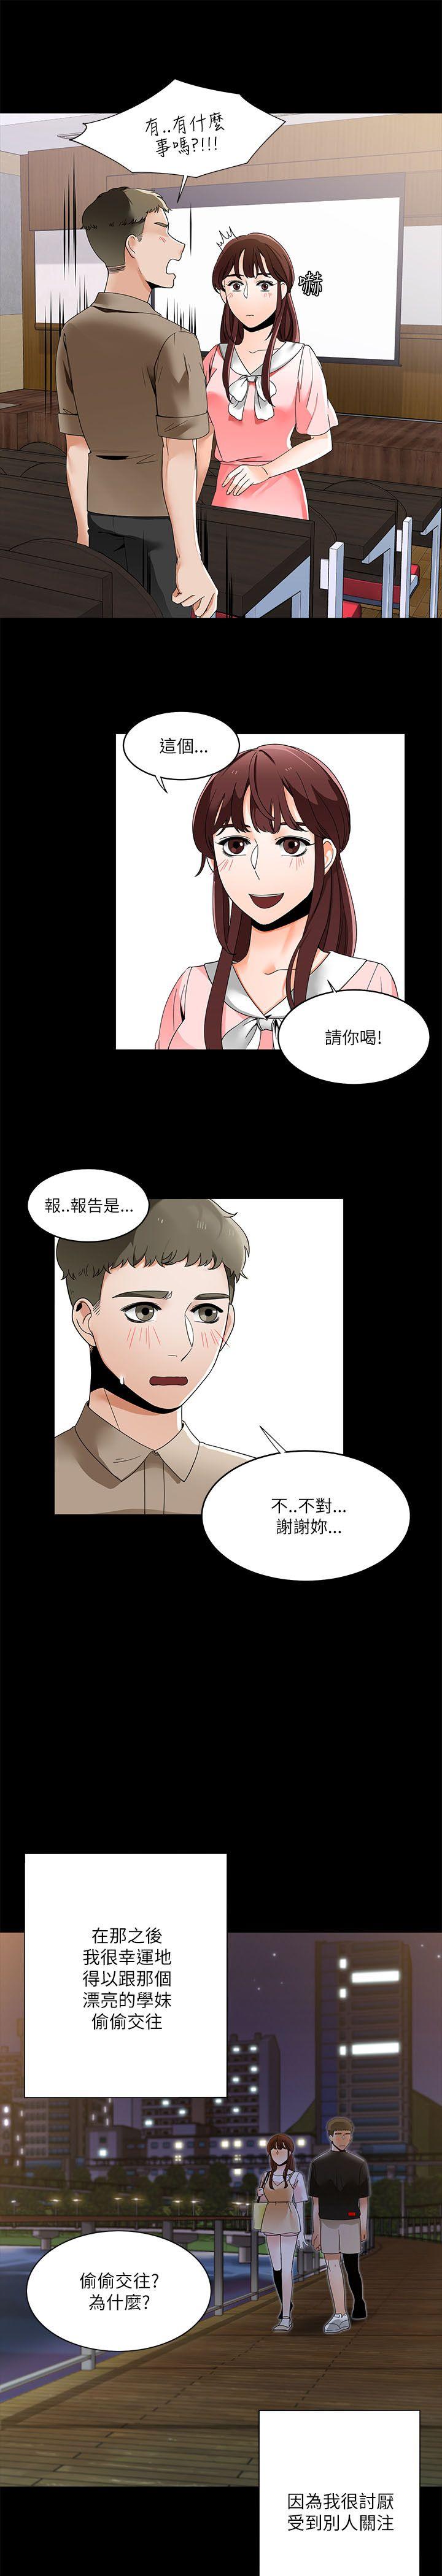 有..有什麼
事嗎?!!!
嚇
這個...
請你喝!
報..報告是...
不..不對...
謝謝妳...
在那之後
我很幸運地
得以跟那個
漂亮的學妹
偷偷交往
偷偷交往?
為什麼?
因為我很討厭
受到別人關注